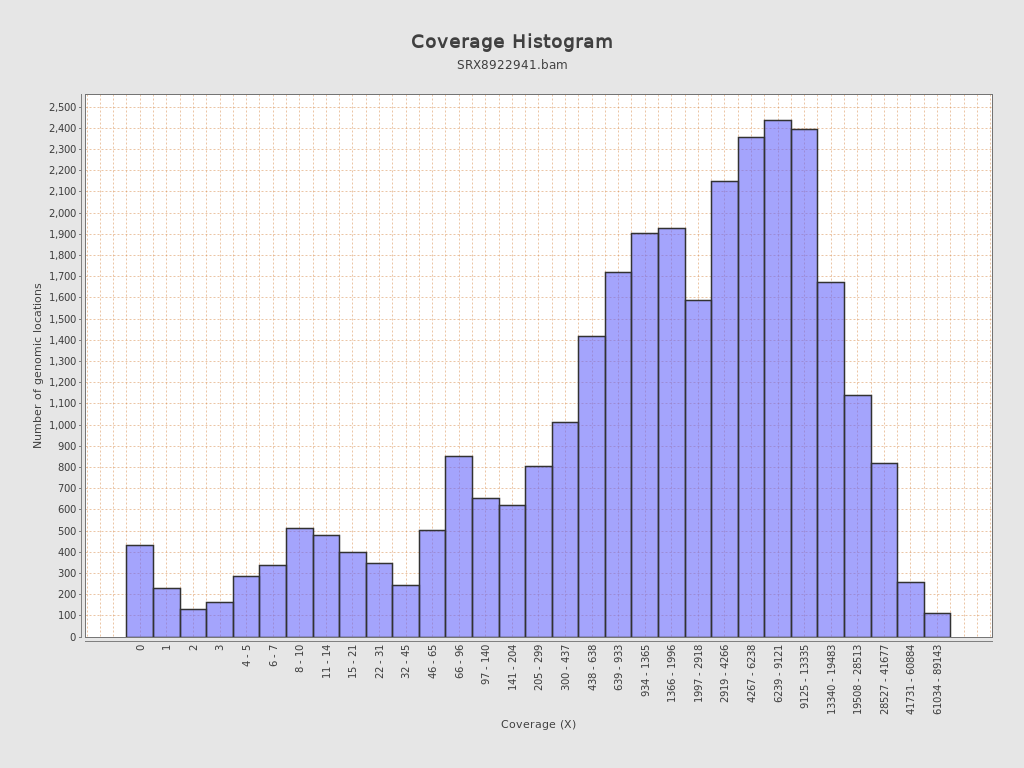 Coverage Histogram
SRX8922941.bam
2,500
2,400
2,300
2,200
2,100
2,000
1,900
1,800
1,700
1,600
1,500
1,400
1,300
1,200
1,100
1,000
900
800
700
600
500
400
300
200
100
0
Number of genomic locations
0
1
2
3
4 - 5
6 - 7
8 - 10
11 - 14
15 - 21
22 - 31
32 - 45
46 - 65
66 - 96
97 - 140
141 - 204
205 - 299
300 - 437
438 - 638
639 - 933
934 - 1365
1366 - 1996
1997 - 2918
2919 - 4266
4267 - 6238
6239 - 9121
9125 - 13335
13340 - 19483
19508 - 28513
28527 - 41677
41731 - 60884
61034 - 89143
Coverage (X)